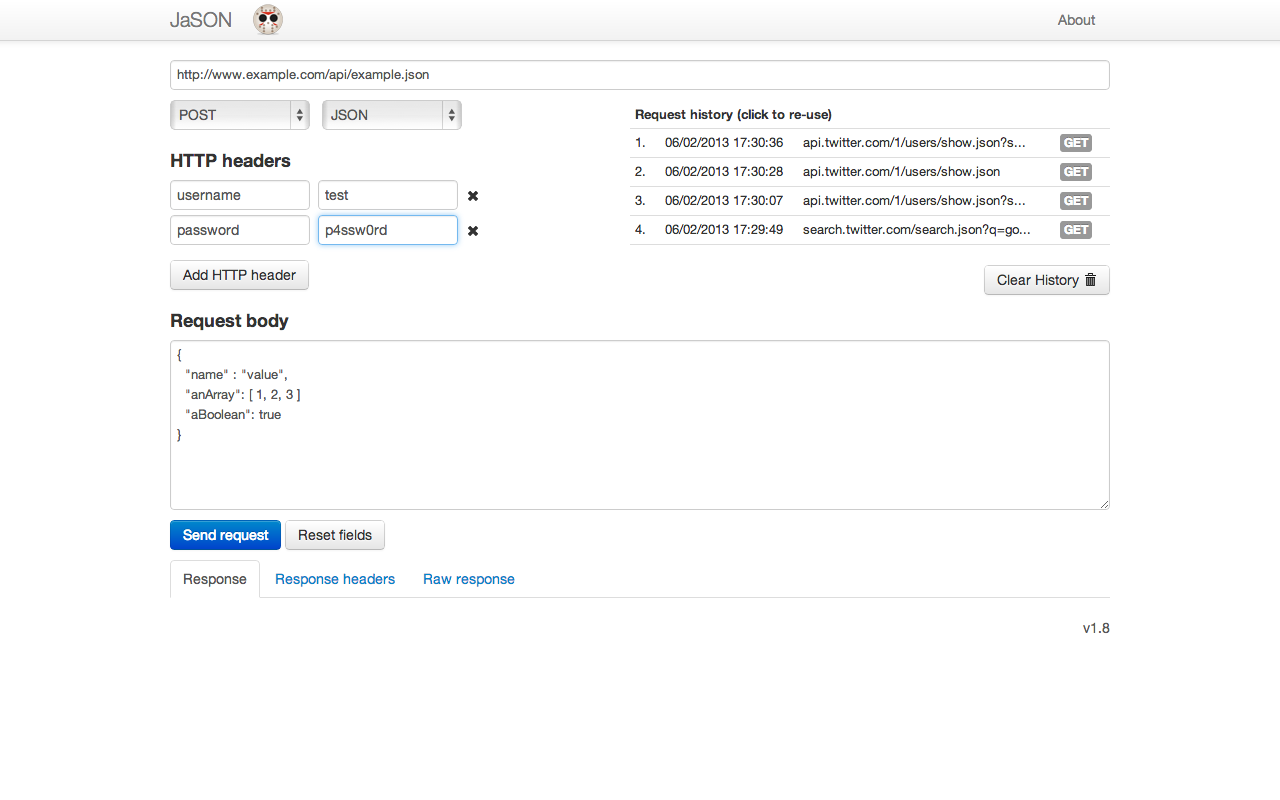 JaSON
About
http://www.example.com/api/example.json
POST JSON
HTTP headers
username test ✖
password p4ssw0rd ✖
Add HTTP header
Request history (click to re-use)
1. 06/02/2013 17:30:36 api.twitter.com/1/users/show.json?s... GET
2. 06/02/2013 17:30:28 api.twitter.com/1/users/show.json GET
3. 06/02/2013 17:30:07 api.twitter.com/1/users/show.json?s... GET
4. 06/02/2013 17:29:49 search.twitter.com/search.json?q=go... GET
Clear History
Request body
{
"name" : "value",
"anArray": [ 1, 2, 3 ]
"aBoolean": true
}
Send request Reset fields
Response Response headers Raw response
v1.8